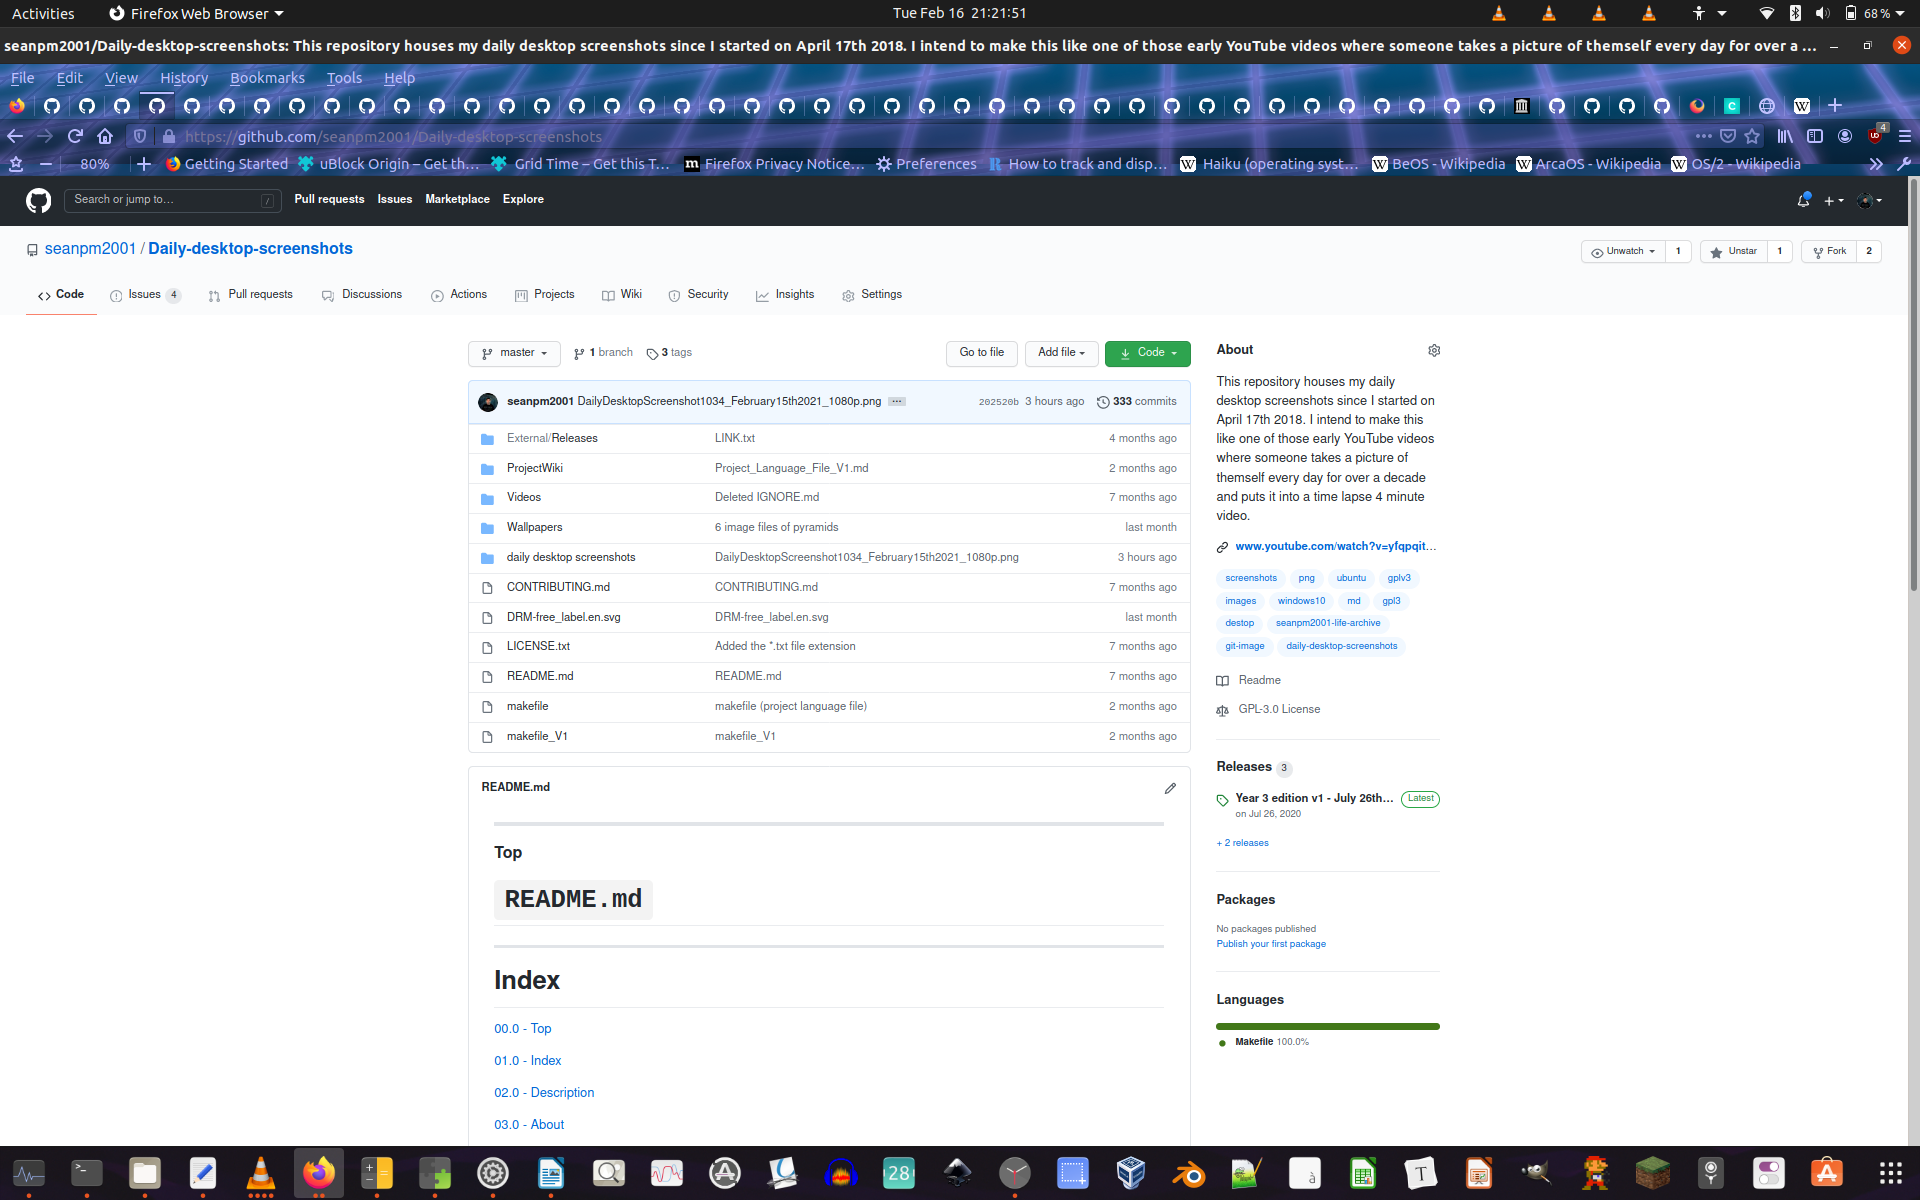 Activities
Firefox Web Browser
Tue Feb 16 21:21:51
68 %
seanpm2001/Daily-desktop-screenshots: This repository houses my daily desktop screenshots since I started on April 17th 2018. I intend to make this like one of those early YouTube videos where someone takes a picture of themself every day for over a ...
File Edit View History Bookmarks Tools Help
https://github.com/seanpm2001/Daily-desktop-screenshots
4
80%
Getting Started
uBlock Origin – Get th...
Grid Time – Get this T...
Firefox Privacy Notice...
Preferences
How to track and disp...
Haiku (operating syst...
BeOS - Wikipedia
ArcaOS - Wikipedia
OS/2 - Wikipedia
Search or jump to...
/
Pull requests Issues Marketplace Explore
seanpm2001 / Daily-desktop-screenshots
Unwatch 1
Unstar 1
Fork 2
Code
Issues 4
Pull requests
Discussions
Actions
Projects
Wiki
Security
Insights
Settings
master
1 branch
3 tags
Go to file
Add file
Code
seanpm2001 DailyDesktopScreenshot1034_February15th2021_1080p.png ...
202520b 3 hours ago
333 commits
External/Releases LINK.txt 4 months ago
ProjectWiki Project_Language_File_V1.md 2 months ago
Videos Deleted IGNORE.md 7 months ago
Wallpapers 6 image files of pyramids last month
daily desktop screenshots DailyDesktopScreenshot1034_February15th2021_1080p.png 3 hours ago
CONTRIBUTING.md CONTRIBUTING.md 7 months ago
DRM-free_label.en.svg DRM-free_label.en.svg last month
LICENSE.txt Added the *.txt file extension 7 months ago
README.md README.md 7 months ago
makefile makefile (project language file) 2 months ago
makefile_V1 makefile_V1 2 months ago
README.md
Top
README.md
Index
00.0 - Top
01.0 - Index
02.0 - Description
03.0 - About
About
This repository houses my daily
desktop screenshots since I started on
April 17th 2018. I intend to make this
like one of those early YouTube videos
where someone takes a picture of
themself every day for over a decade
and puts it into a time lapse 4 minute
video.
www.youtube.com/watch?v=yfqpqit...
screenshots png ubuntu gplv3
images windows10 md gpl3
destop seanpm2001-life-archive
git-image daily-desktop-screenshots
Readme
GPL-3.0 License
Releases 3
Year 3 edition v1 - July 26th... Latest
on Jul 26, 2020
+ 2 releases
Packages
No packages published
Publish your first package
Languages
Makefile 100.0%
28